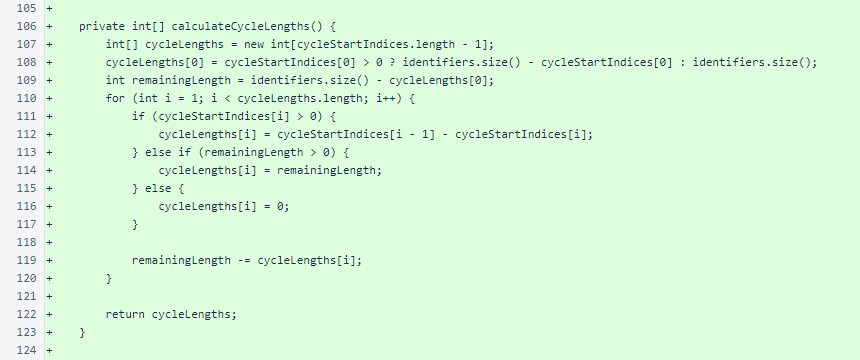 105 +
106 +    private int[] calculateCycleLengths() {
107 +        int[] cycleLengths = new int[cycleStartIndices.length - 1];
108 +        cycleLengths[0] = cycleStartIndices[0] > 0 ? identifiers.size() - cycleStartIndices[0] : identifiers.size();
109 +        int remainingLength = identifiers.size() - cycleLengths[0];
110 +        for (int i = 1; i < cycleLengths.length; i++) {
111 +            if (cycleStartIndices[i] > 0) {
112 +                cycleLengths[i] = cycleStartIndices[i - 1] - cycleStartIndices[i];
113 +            } else if (remainingLength > 0) {
114 +                cycleLengths[i] = remainingLength;
115 +            } else {
116 +                cycleLengths[i] = 0;
117 +            }
118 +
119 +            remainingLength -= cycleLengths[i];
120 +        }
121 +
122 +        return cycleLengths;
123 +    }
124 +